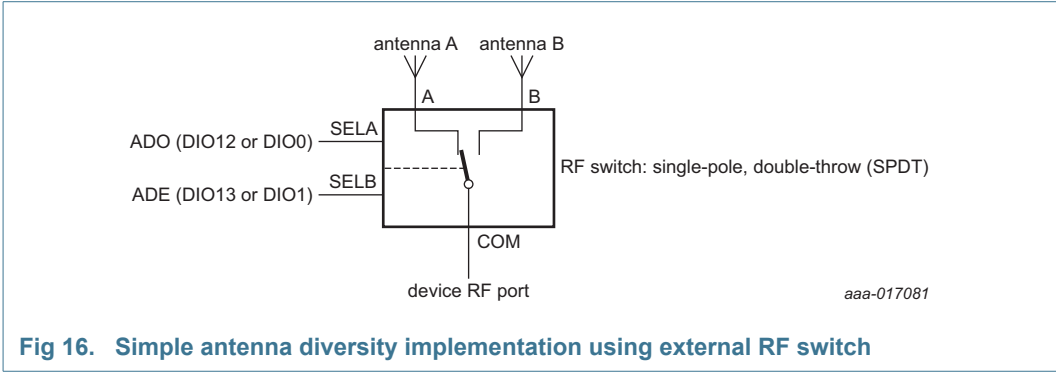 antenna A antenna B
A B
SELA
ADO (DIO12 or DIO0)
RF switch: single-pole, double-throw (SPDT)
SELB
ADE (DIO13 or DIO1)
COM
device RF port
aaa-017081
Fig 16. Simple antenna diversity implementation using external RF switch